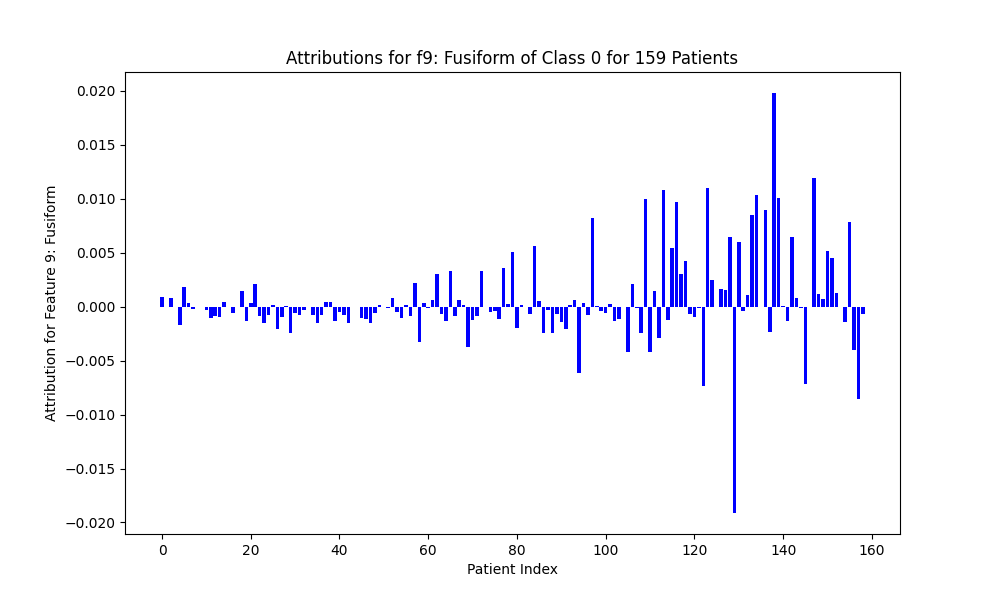 Attributions for f9: Fusiform of Class 0 for 159 Patients
Attribution for Feature 9: Fusiform
0.020
0.015
0.010
0.005
0.000
−0.005
−0.010
−0.015
−0.020
0 20 40 60 80 100 120 140 160
Patient Index